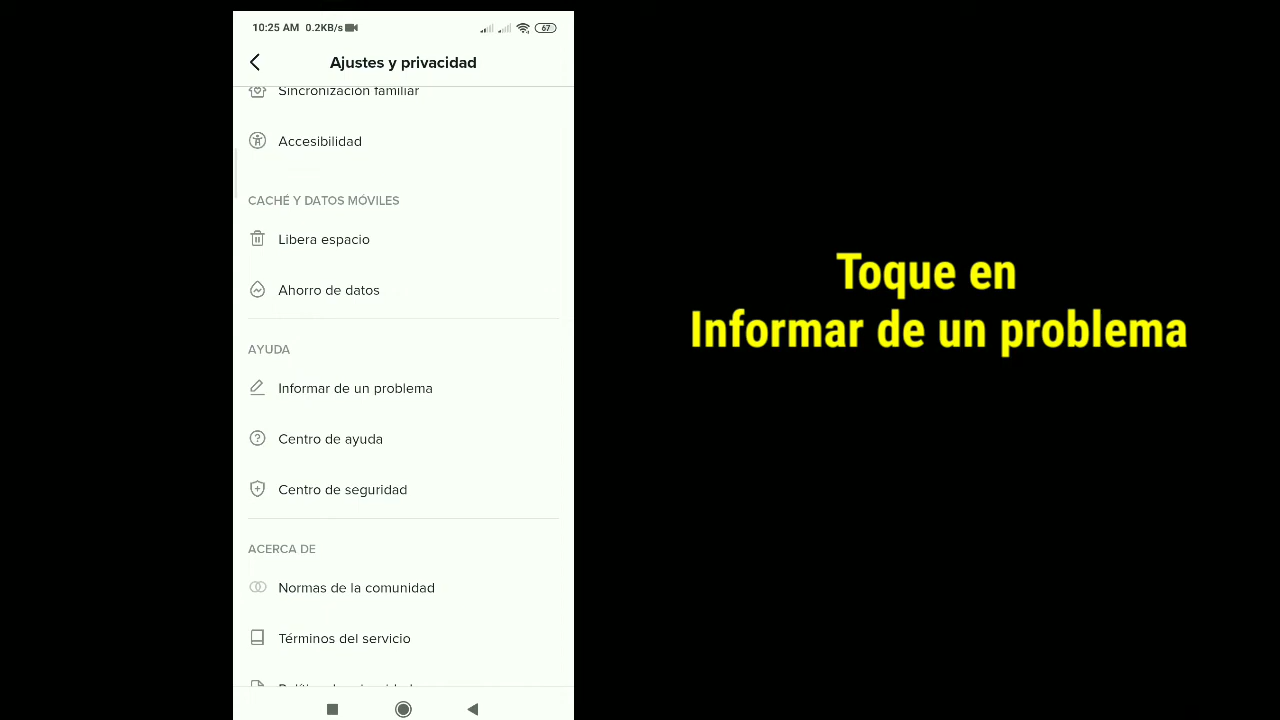 10:25 AM 0.2KB/s 67
Ajustes y privacidad
Sincronización familiar
Accesibilidad
CACHÉ Y DATOS MÓVILES
Libera espacio
Ahorro de datos
AYUDA
Informar de un problema
Centro de ayuda
Centro de seguridad
ACERCA DE
Normas de la comunidad
Términos del servicio
Toque en
Informar de un problema